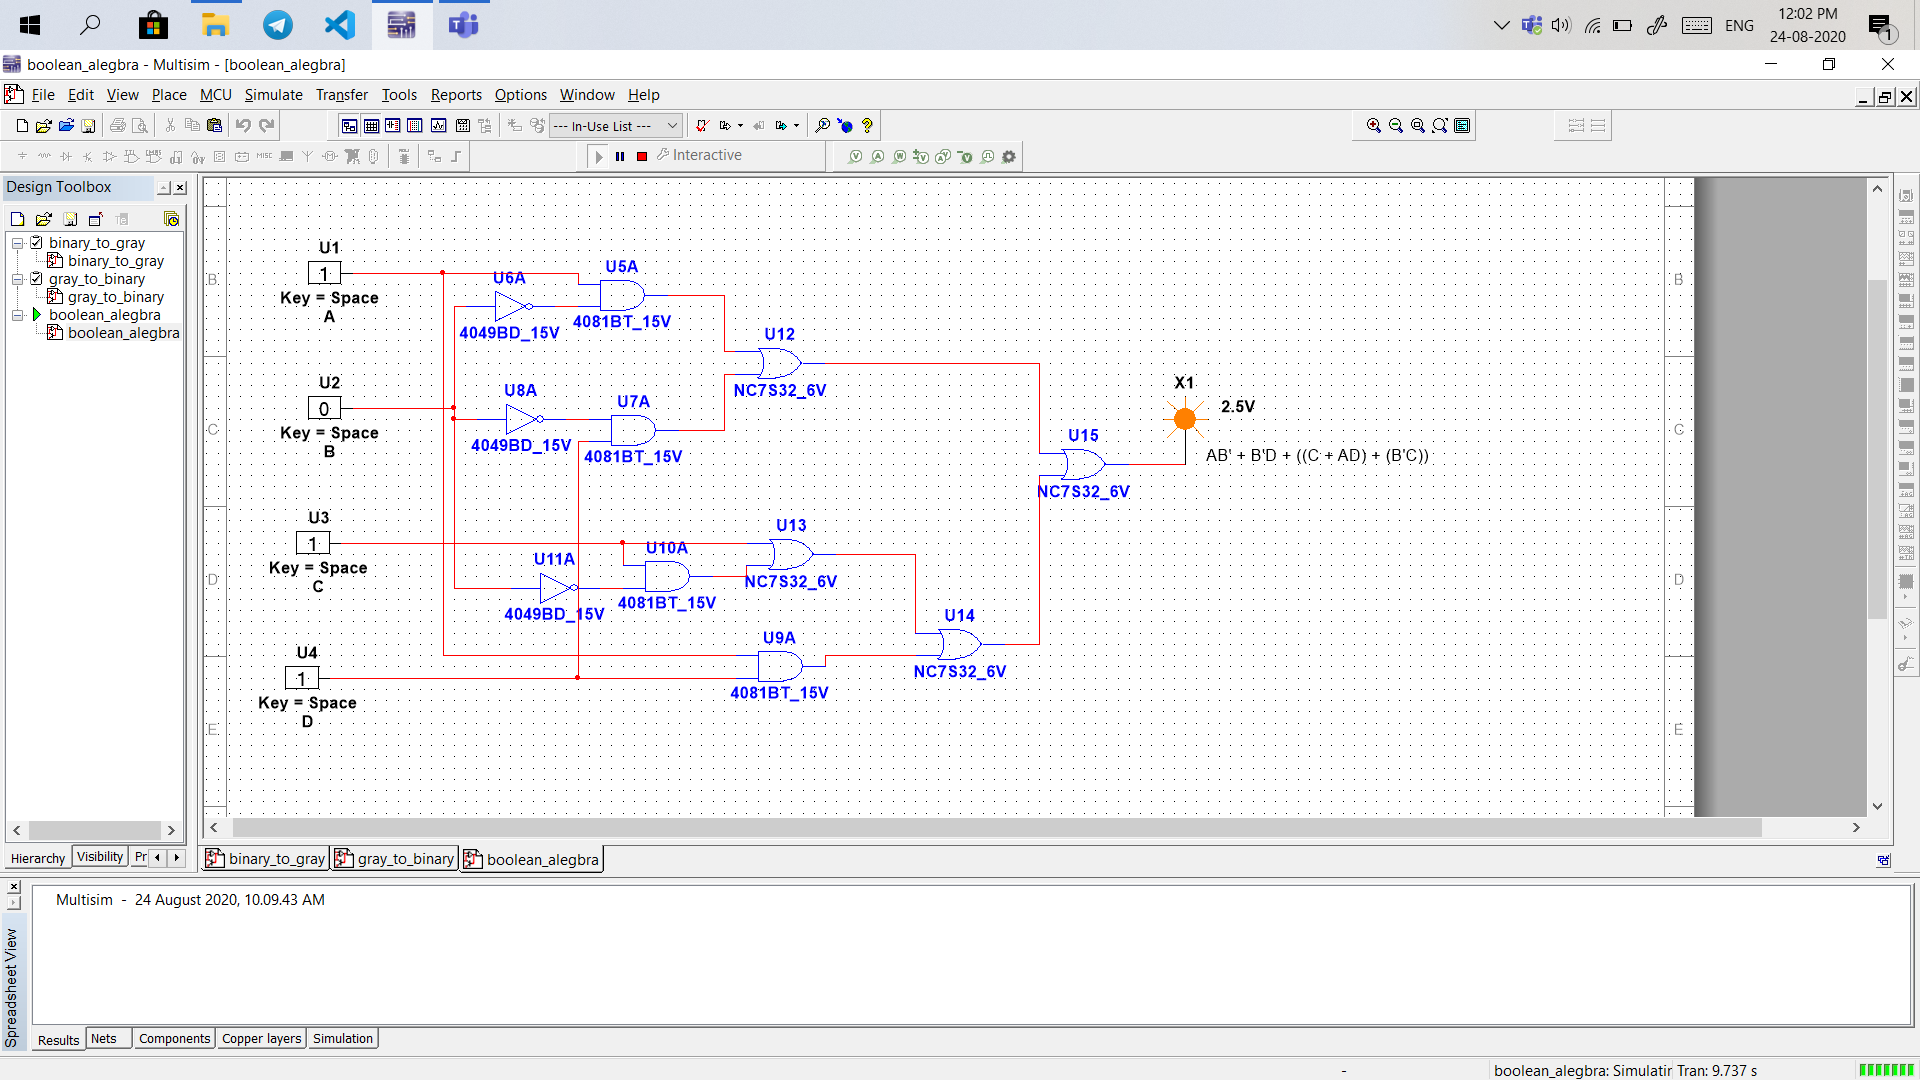 ENG
12:02 PM
24-08-2020
1
boolean_alegbra - Multisim - [boolean_alegbra]
File Edit View Place MCU Simulate Transfer Tools Reports Options Window Help
--- In-Use List ---
Interactive
Design Toolbox
binary_to_gray
binary_to_gray
gray_to_binary
gray_to_binary
boolean_alegbra
boolean_alegbra
Hierarchy Visibility Pr
B
C
D
E
B
C
D
E
U1
1
Key = Space
A
U2
0
Key = Space
B
U3
1
Key = Space
C
U4
1
Key = Space
D
U6A
4049BD_15V
U5A
4081BT_15V
U8A
4049BD_15V
U7A
4081BT_15V
U12
NC7S32_6V
U11A
4049BD_15V
U10A
4081BT_15V
U13
NC7S32_6V
U9A
4081BT_15V
U14
NC7S32_6V
U15
NC7S32_6V
X1
2.5V
AB' + B'D + ((C + AD) + (B'C))
binary_to_gray gray_to_binary boolean_alegbra
Spreadsheet View
Multisim - 24 August 2020, 10.09.43 AM
Results Nets Components Copper layers Simulation
- boolean_alegbra: Simulatir Tran: 9.737 s